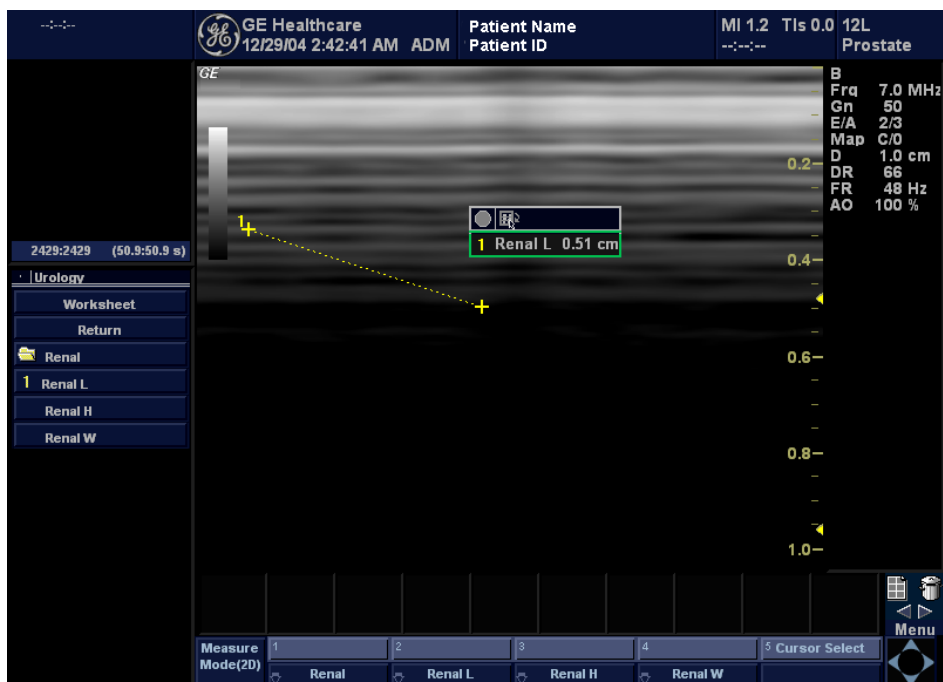 --:--:--
GE Healthcare
12/29/04 2:42:41 AM ADM
Patient Name
Patient ID
MI 1.2 TIs 0.0 12L
--:--:-- Prostate
GE
B
Frq 7.0 MHz
Gn 50
E/A 2/3
Map C/0
D 1.0 cm
DR 66
FR 48 Hz
AO 100 %
0.2
0.4
0.6
0.8
1.0
1
1 Renal L 0.51 cm
2429:2429 (50.9:50.9 s)
Urology
Worksheet
Return
Renal
1 Renal L
Renal H
Renal W
Menu
Measure
Mode(2D)
1 2 3 4 5 Cursor Select
Renal Renal L Renal H Renal W